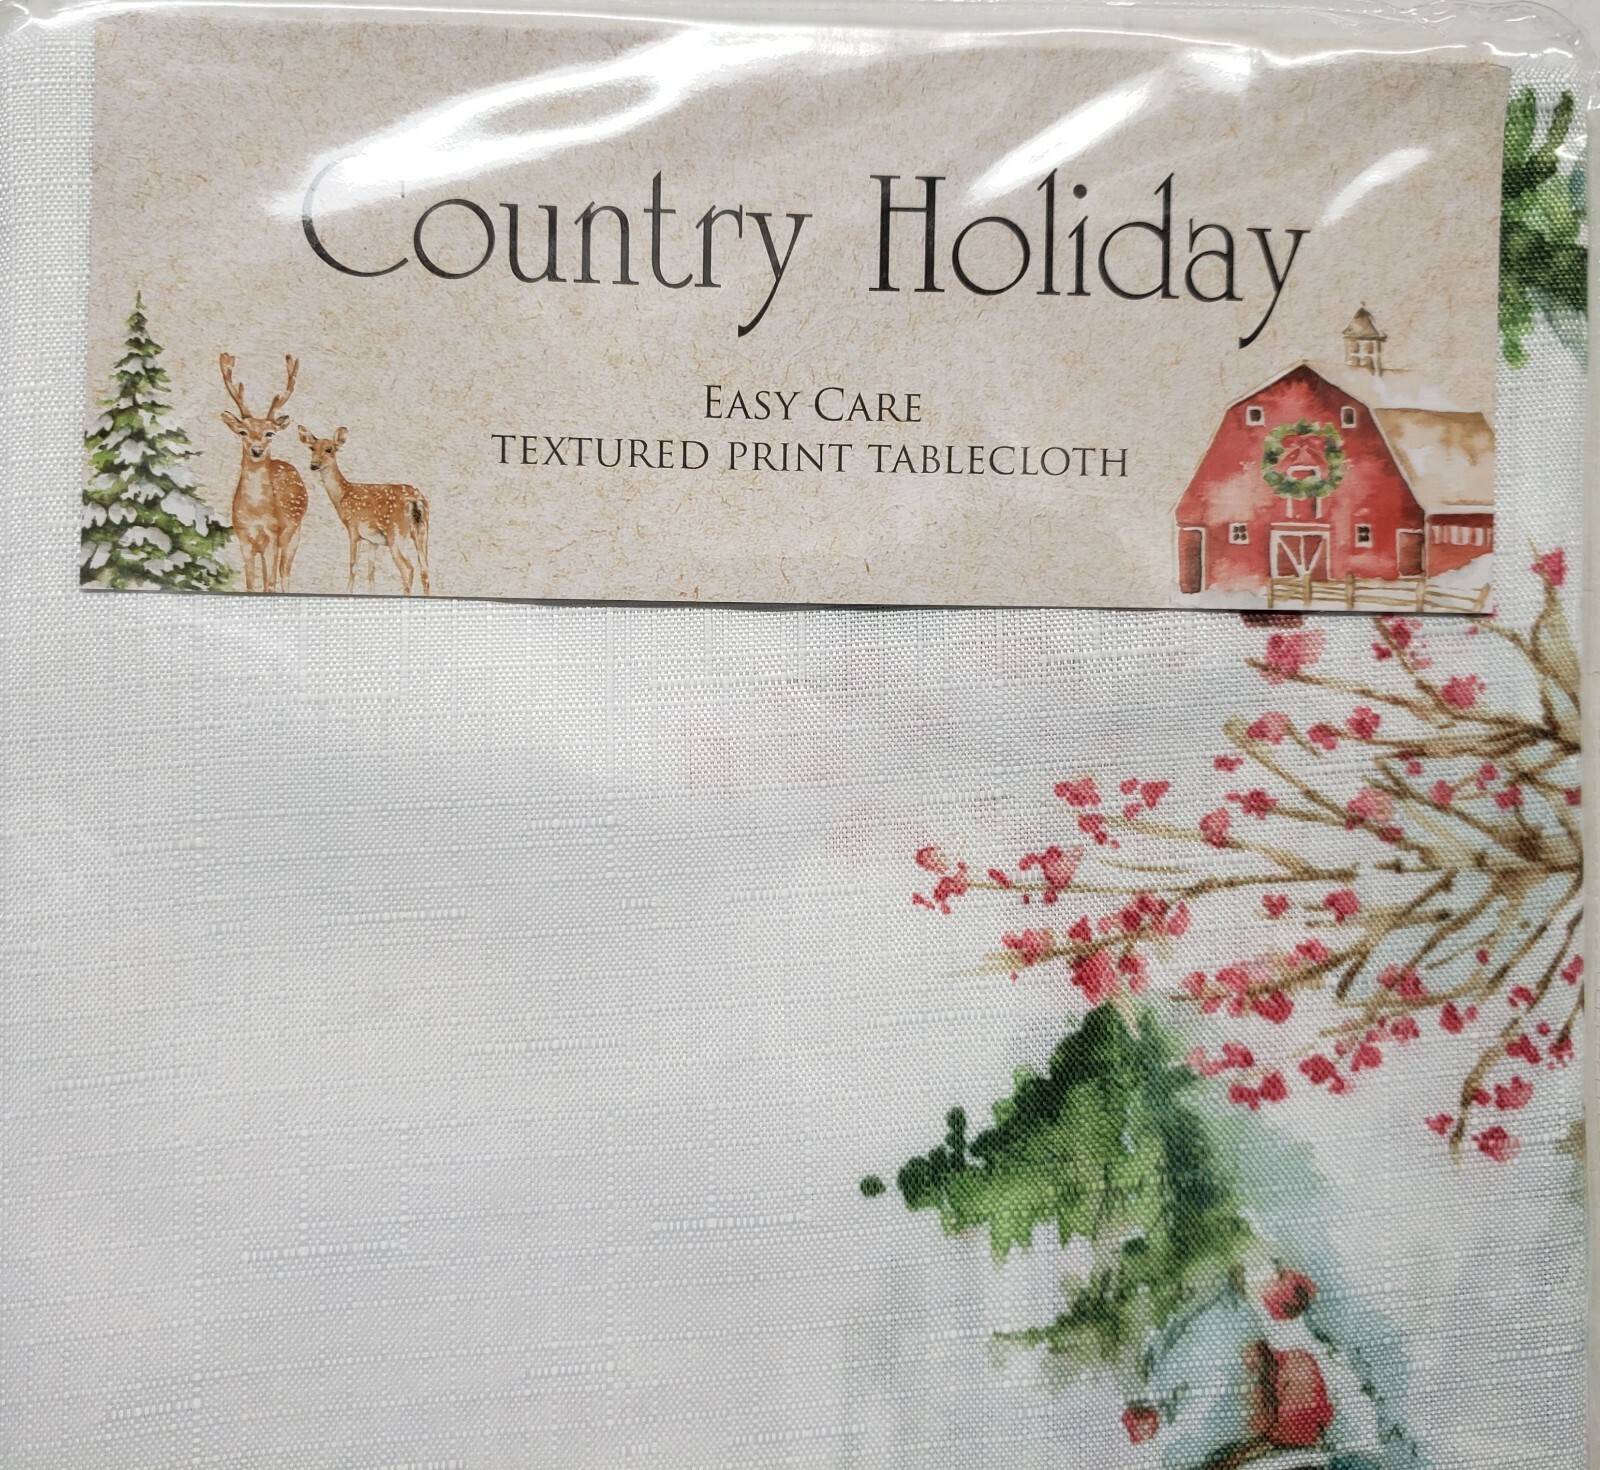 Country Holiday
EASY CARE
TEXTURED PRINT TABLECLOTH